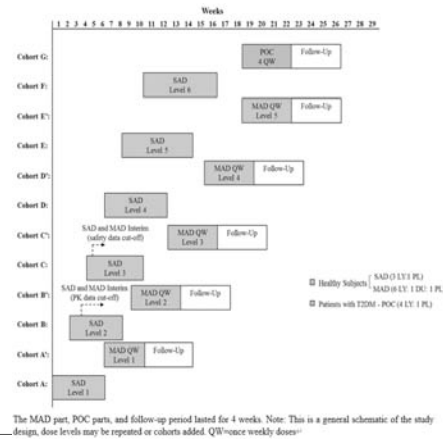 Weeks
1 2 3 4 5 6 7 8 9 10 11 12 13 14 15 16 17 18 19 20 21 22 23 24 25 26 27 28 29
Cohort G:
POC
4 QW
Follow-Up
Cohort F:
SAD
Level 6
Cohort E':
MAD QW
Level 5
Follow-Up
Cohort E:
SAD
Level 5
Cohort D':
MAD QW
Level 4
Follow-Up
Cohort D:
SAD
Level 4
SAD and MAD Interim
(safety data cut-off)
Cohort C':
MAD QW
Level 3
Follow-Up
Cohort C:
SAD
Level 3
SAD and MAD Interim
(PK data cut-off)
Cohort B':
MAD QW
Level 2
Follow-Up
Cohort B:
SAD
Level 2
Cohort A':
MAD QW
Level 1
Follow-Up
Cohort A:
SAD
Level 1
Healthy Subjects
SAD (3 LY:1 PL)
MAD (6 LY: 1 DU: 1 PL)
Patients with T2DM - POC (4 LY: 1 PL)
The MAD part, POC parts, and follow-up period lasted for 4 weeks. Note: This is a general schematic of the study
design, dose levels may be repeated or cohorts added. QW=once weekly doses